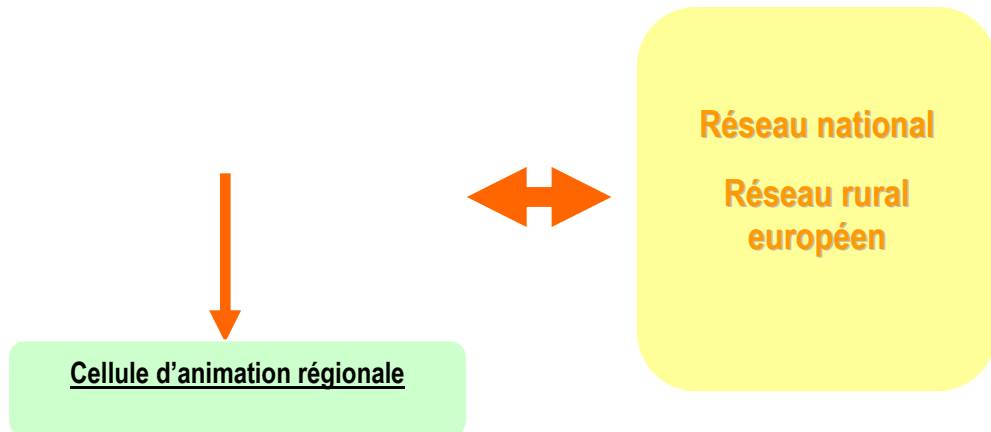 Réseau national
Réseau rural
européen
Cellule d’animation régionale